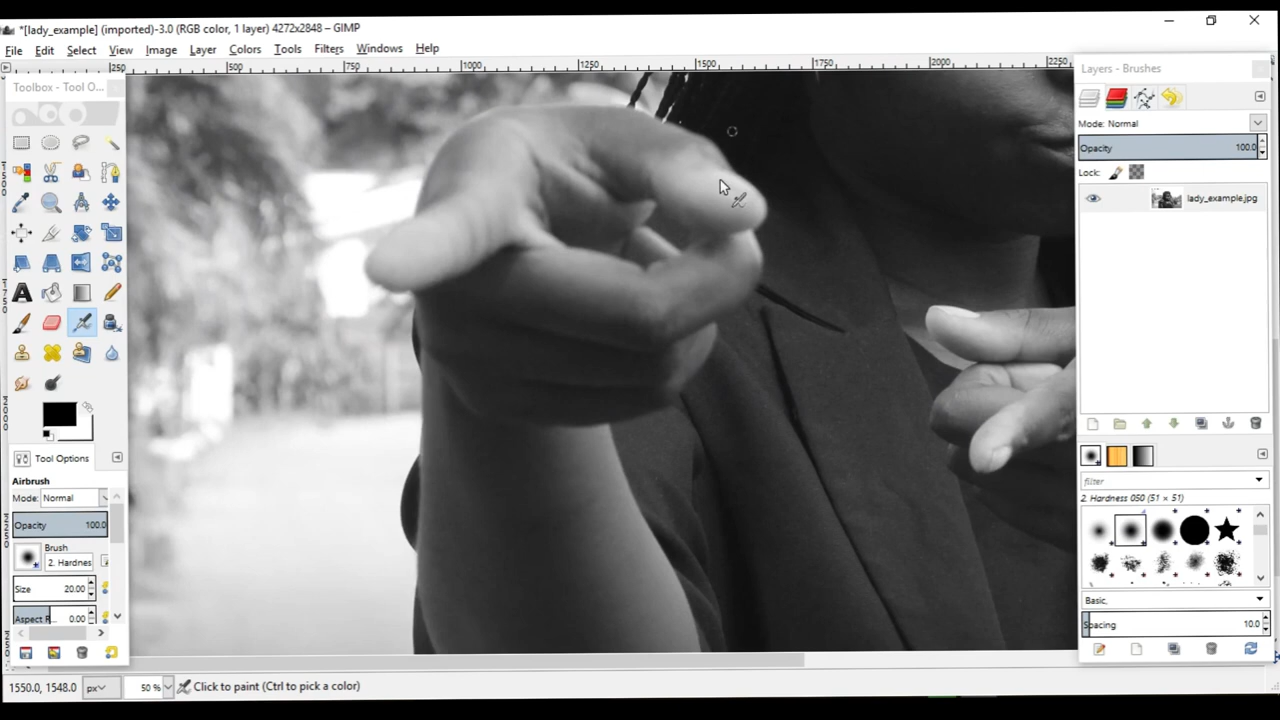 *[lady_example] (imported)-3.0 (RGB color, 1 layer) 4272x2848 – GIMP
File Edit Select View Image Layer Colors Tools Filters Windows Help
250 500 750 1000 1250 1500 1750 2000 2250
Toolbox - Tool O...
Layers - Brushes
Mode: Normal
Opacity 100.0
Lock:
lady_example.jpg
Tool Options
Airbrush
Mode: Normal
Opacity 100.0
Brush
2. Hardnes
Size 20.00
Aspect R... 0.00
filter
2. Hardness 050 (51 × 51)
Basic,
Spacing 10.0
1550.0, 1548.0 px 50 % Click to paint (Ctrl to pick a color)